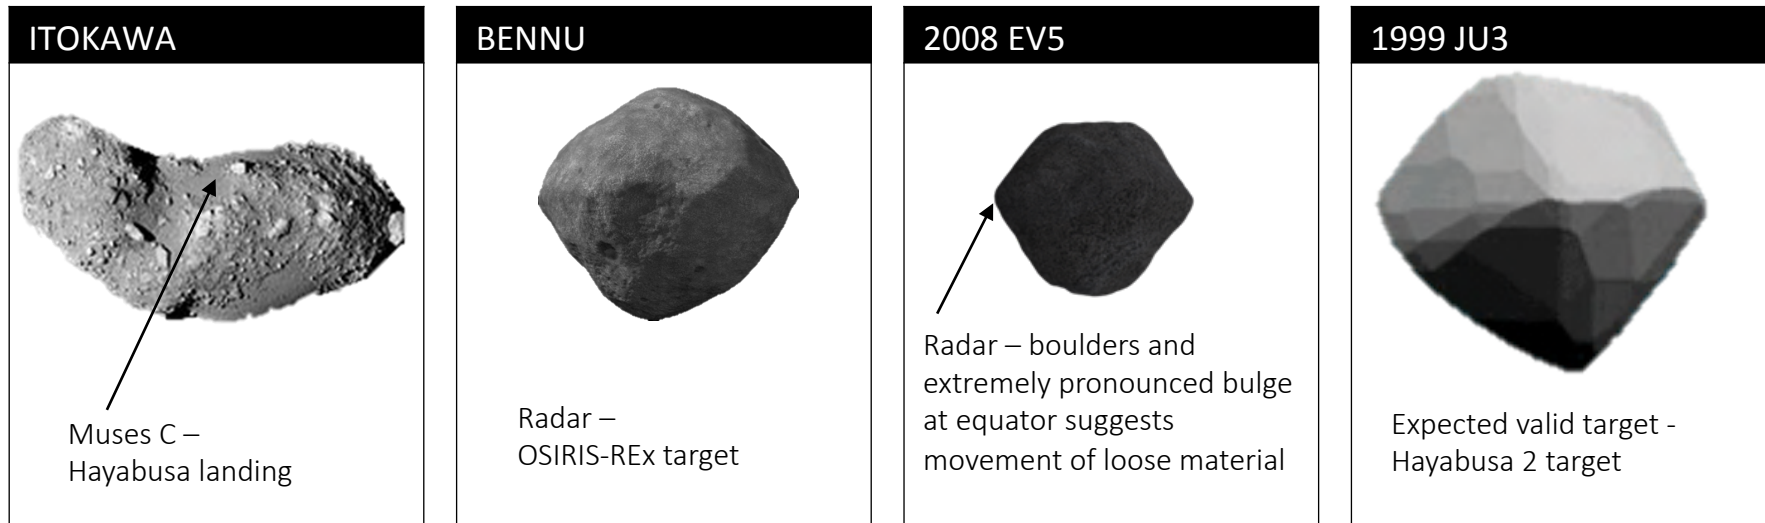 ITOKAWA
Muses C –
Hayabusa landing
BENNU
Radar –
OSIRIS-REx target
2008 EV5
Radar – boulders and
extremely pronounced bulge
at equator suggests
movement of loose material
1999 JU3
Expected valid target -
Hayabusa 2 target